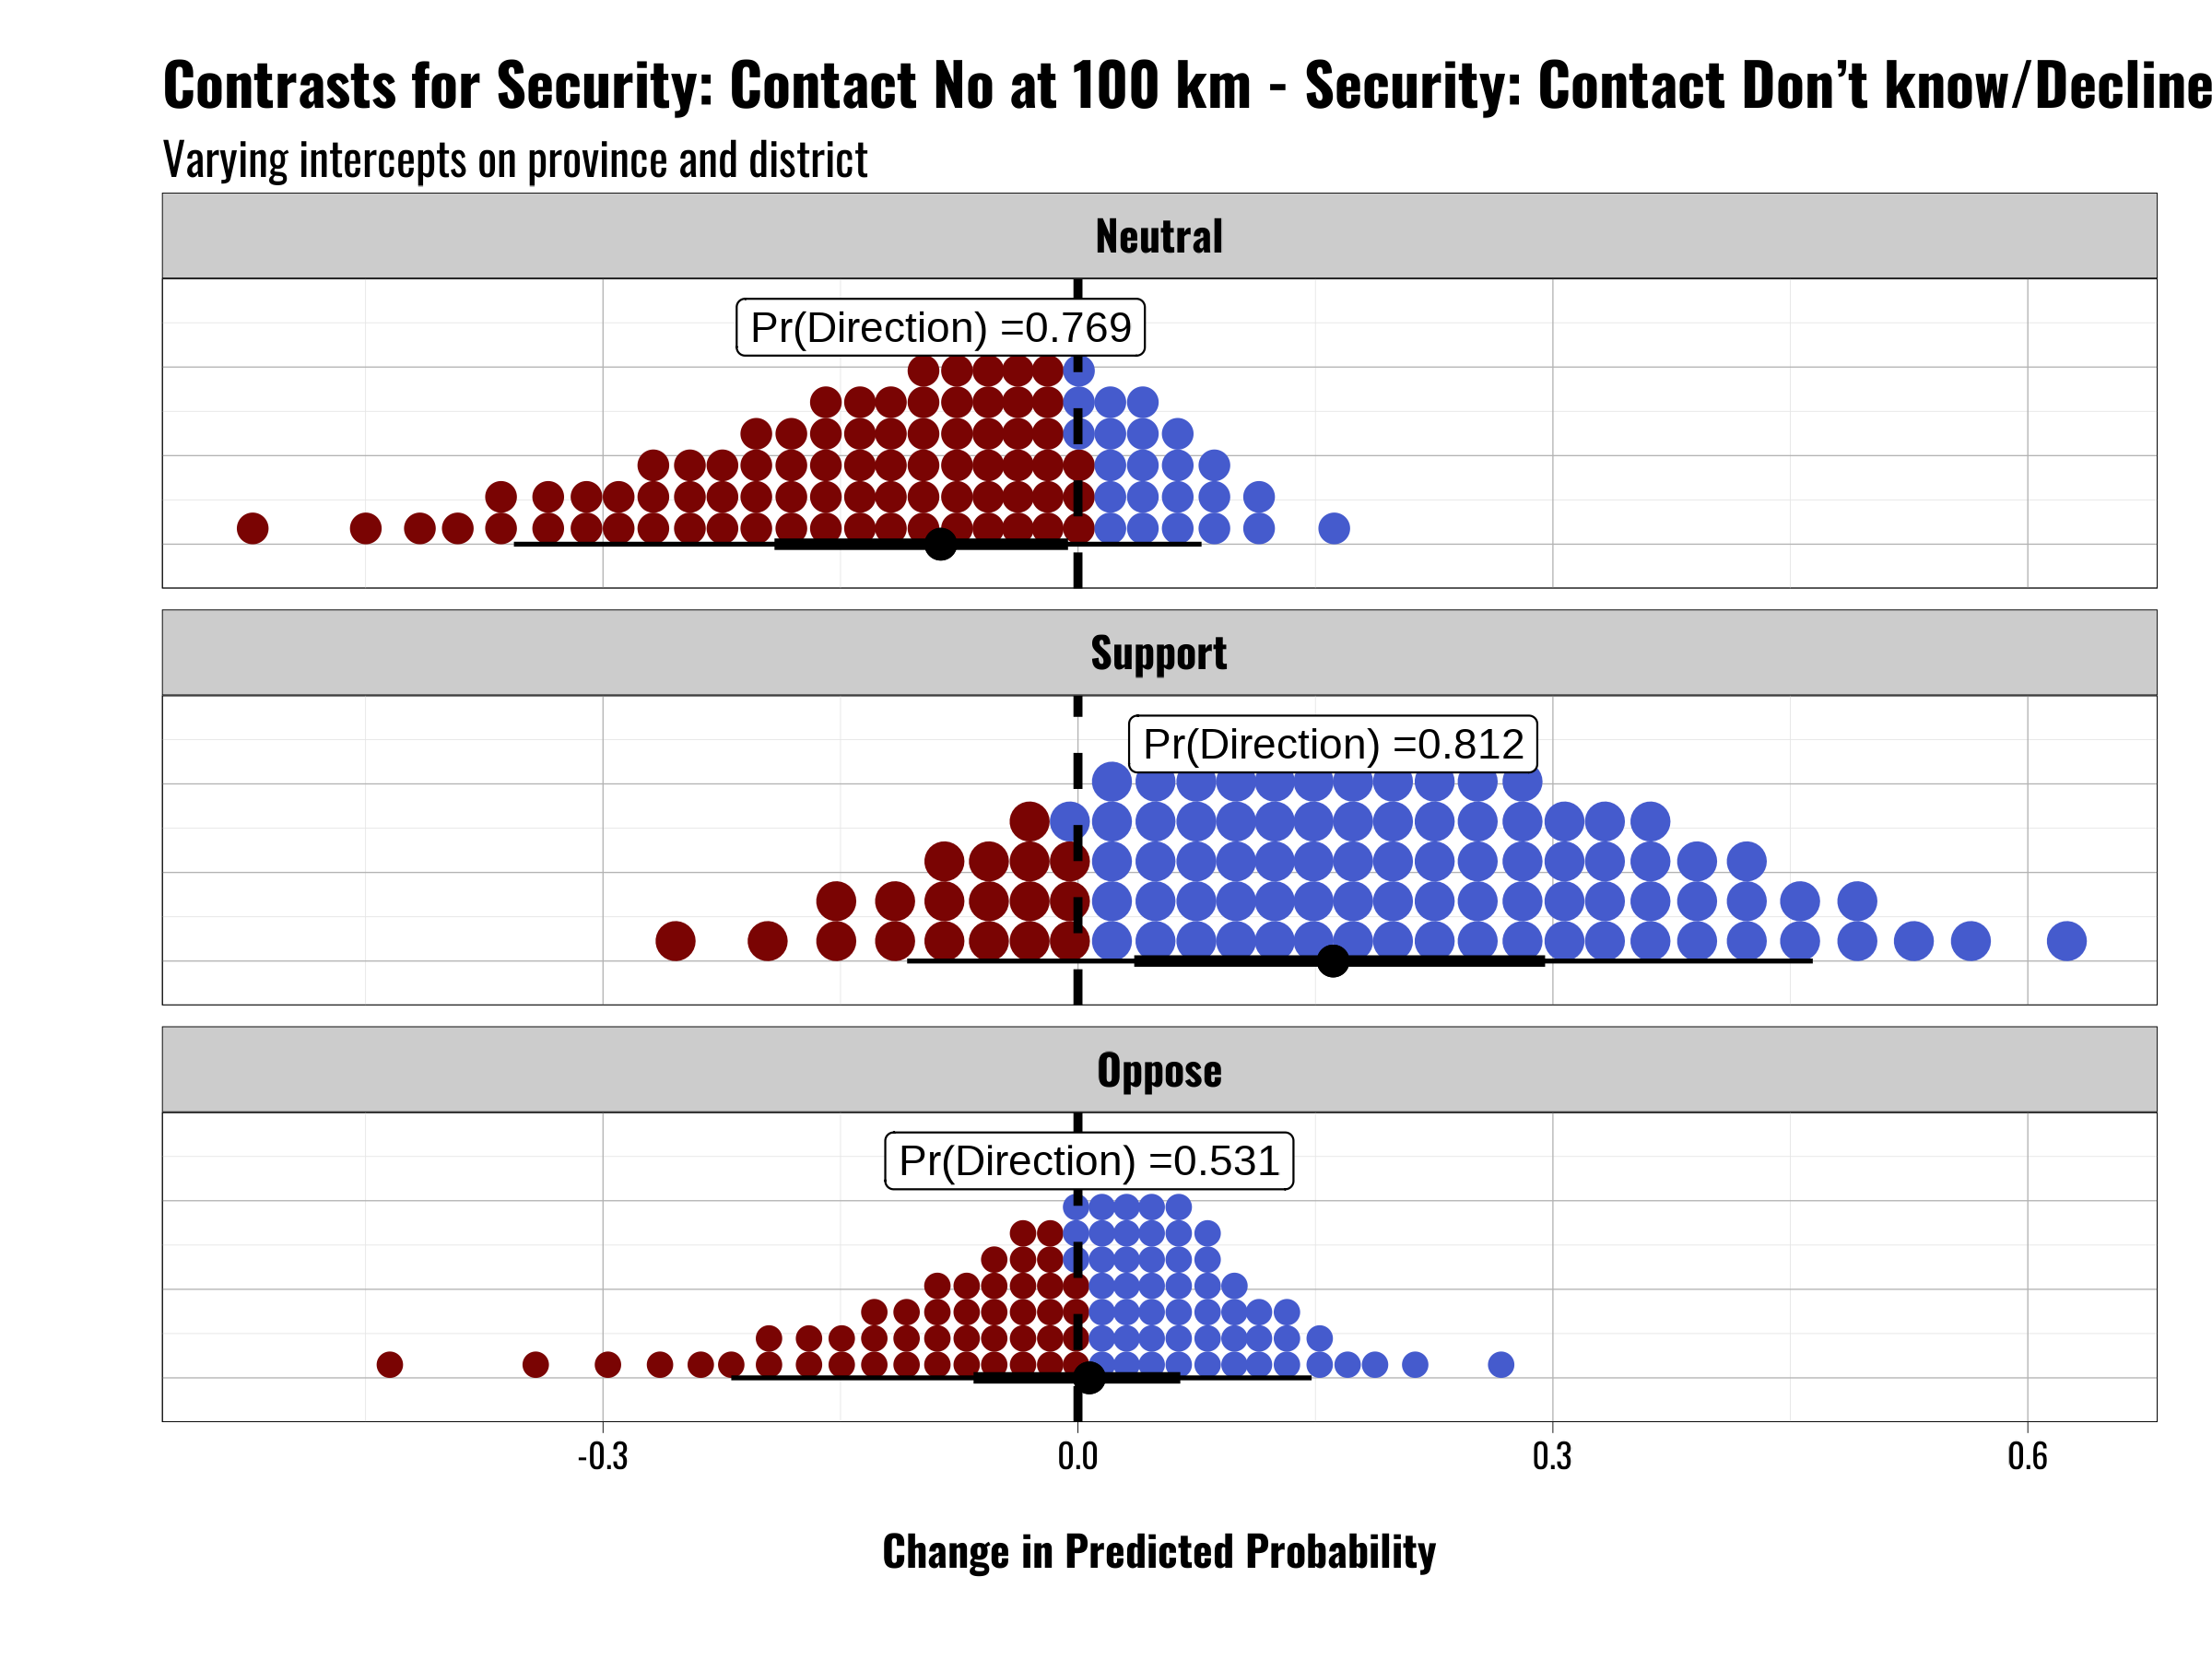 Contrasts for Security: Contact No at 100 km - Security: Contact Don’t know/Decline
Varying intercepts on province and district
Neutral
Pr(Direction) =0.769
Support
Pr(Direction) =0.812
Oppose
Pr(Direction) =0.531
-0.3 0.0 0.3 0.6
Change in Predicted Probability